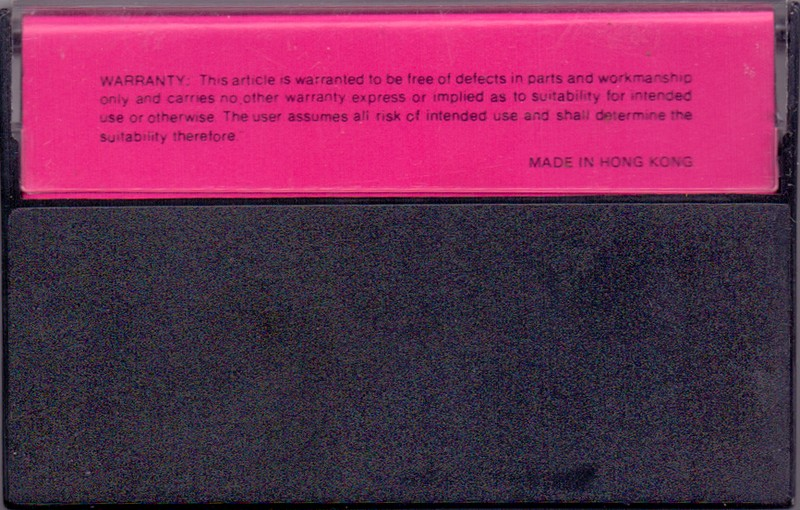 WARRANTY: This article is warranted to be free of defects in parts and workmanship
only and carries no other warranty express or implied as to suitability for intended
use or otherwise. The user assumes all risk of intended use and shall determine the
suitability therefore.
MADE IN HONG KONG